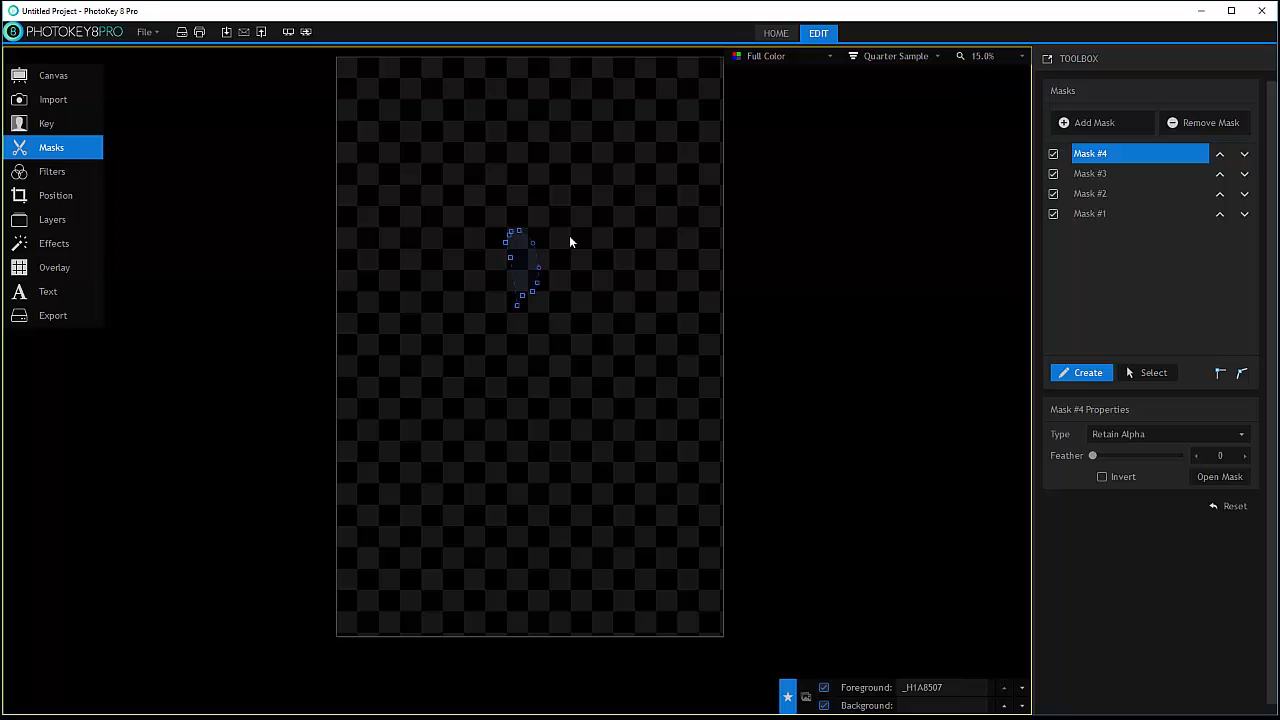 Untitled Project - PhotoKey 8 Pro
8 PHOTOKEY8PRO
File
HOME
EDIT
Full Color
Quarter Sample
15.0%
TOOLBOX
Canvas
Import
Key
Masks
Filters
Position
Layers
Effects
Overlay
Text
Export
Masks
Add Mask
Remove Mask
Mask #4
Mask #3
Mask #2
Mask #1
Create
Select
Mask #4 Properties
Type
Retain Alpha
Feather
0
Invert
Open Mask
Reset
Foreground:
_H1A8507
Background: